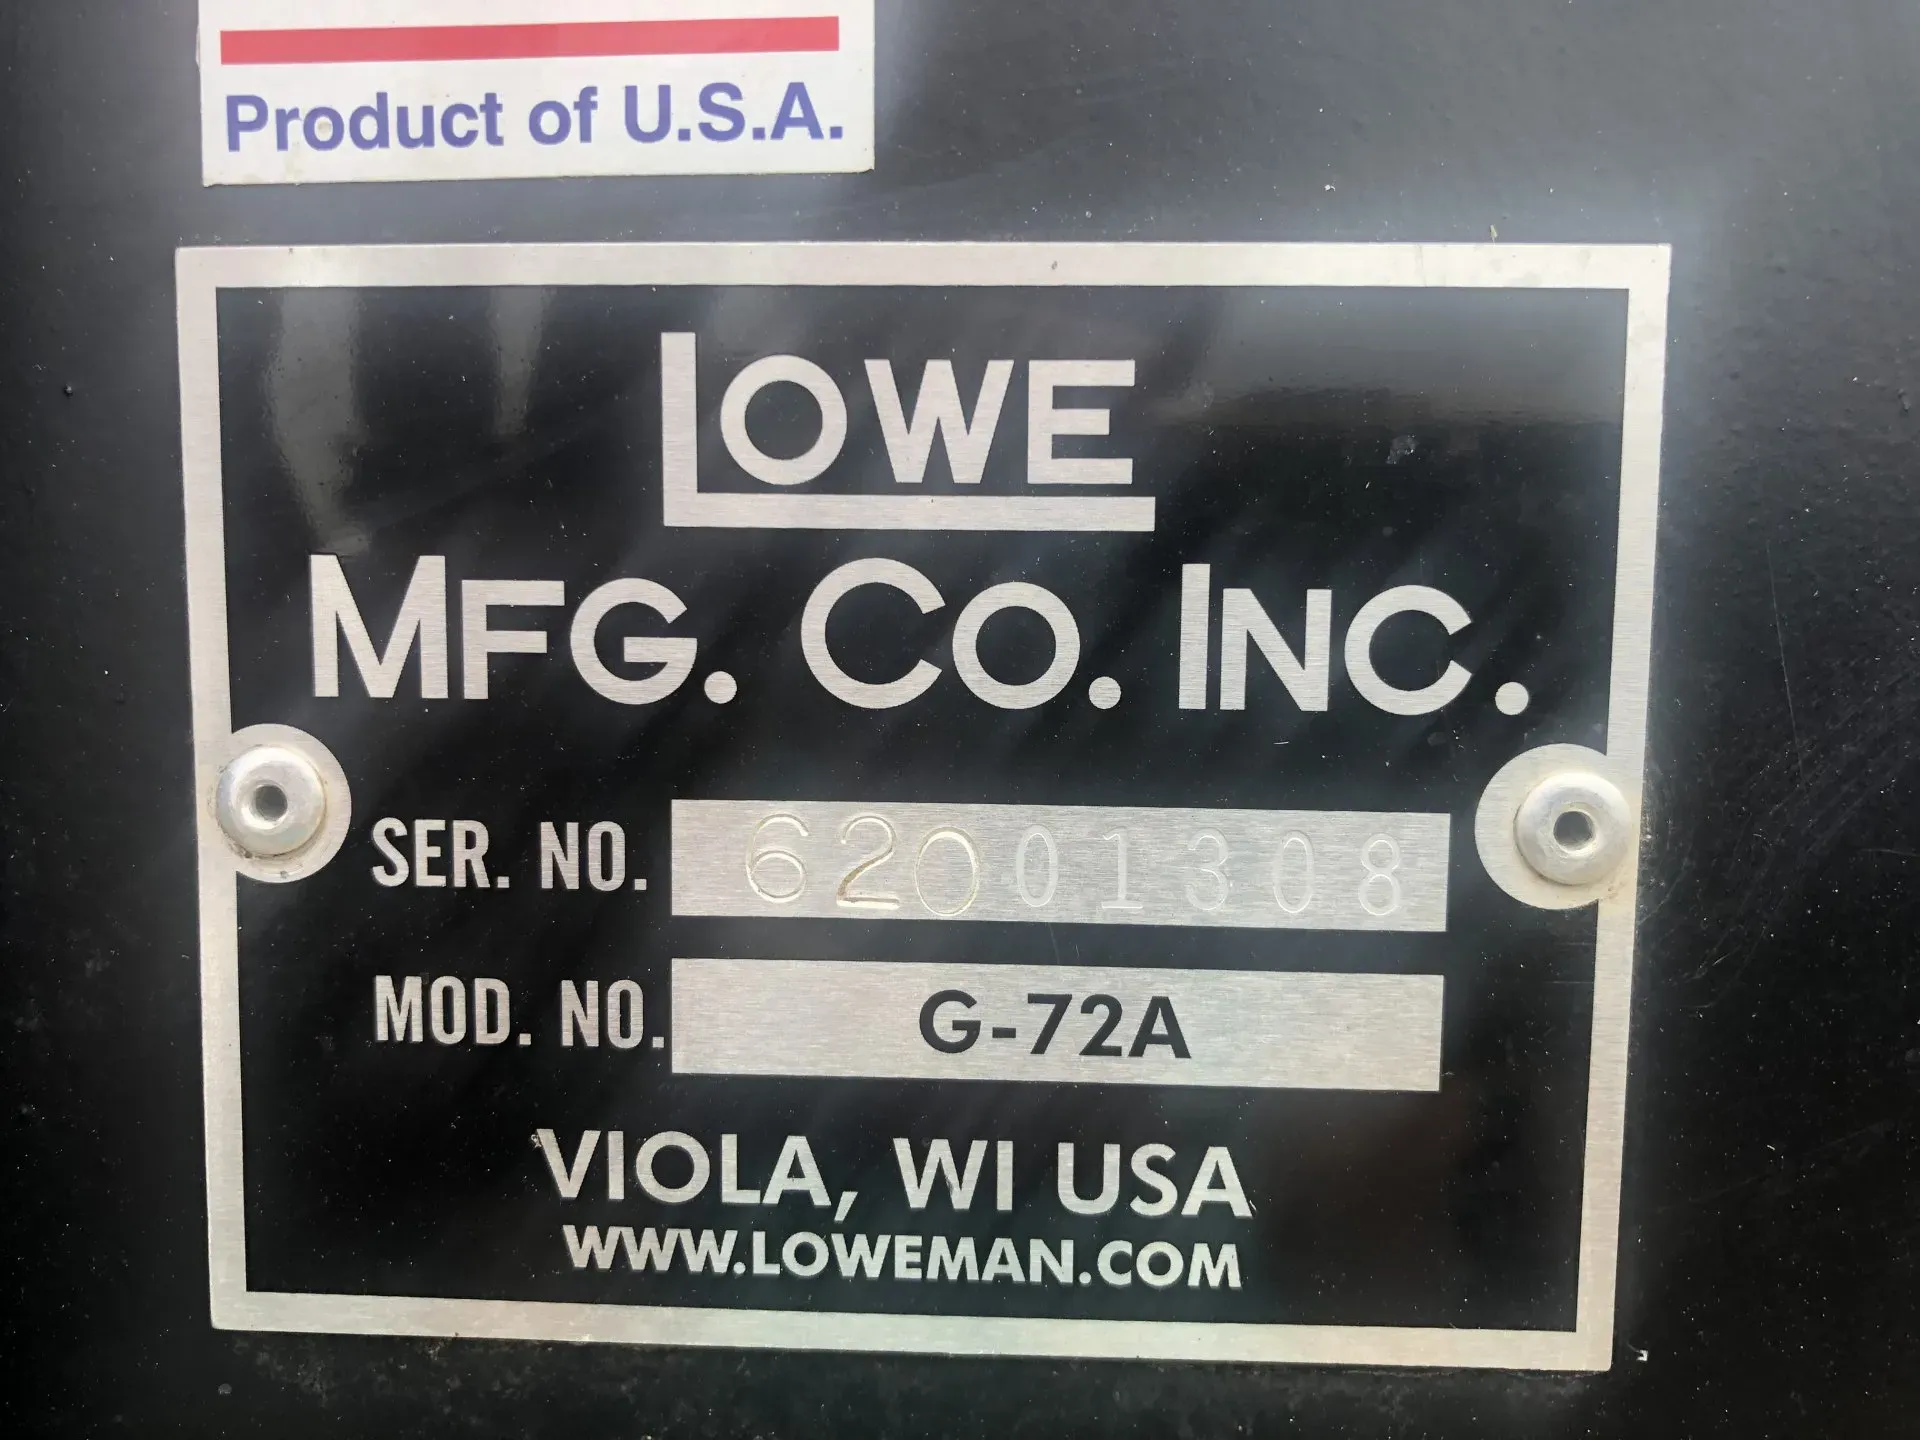 Product of U.S.A.
LOWE
MFG. CO. INC.
SER. NO. 62001308
MOD. NO. G-72A
VIOLA, WI USA
WWW.LOWEMAN.COM